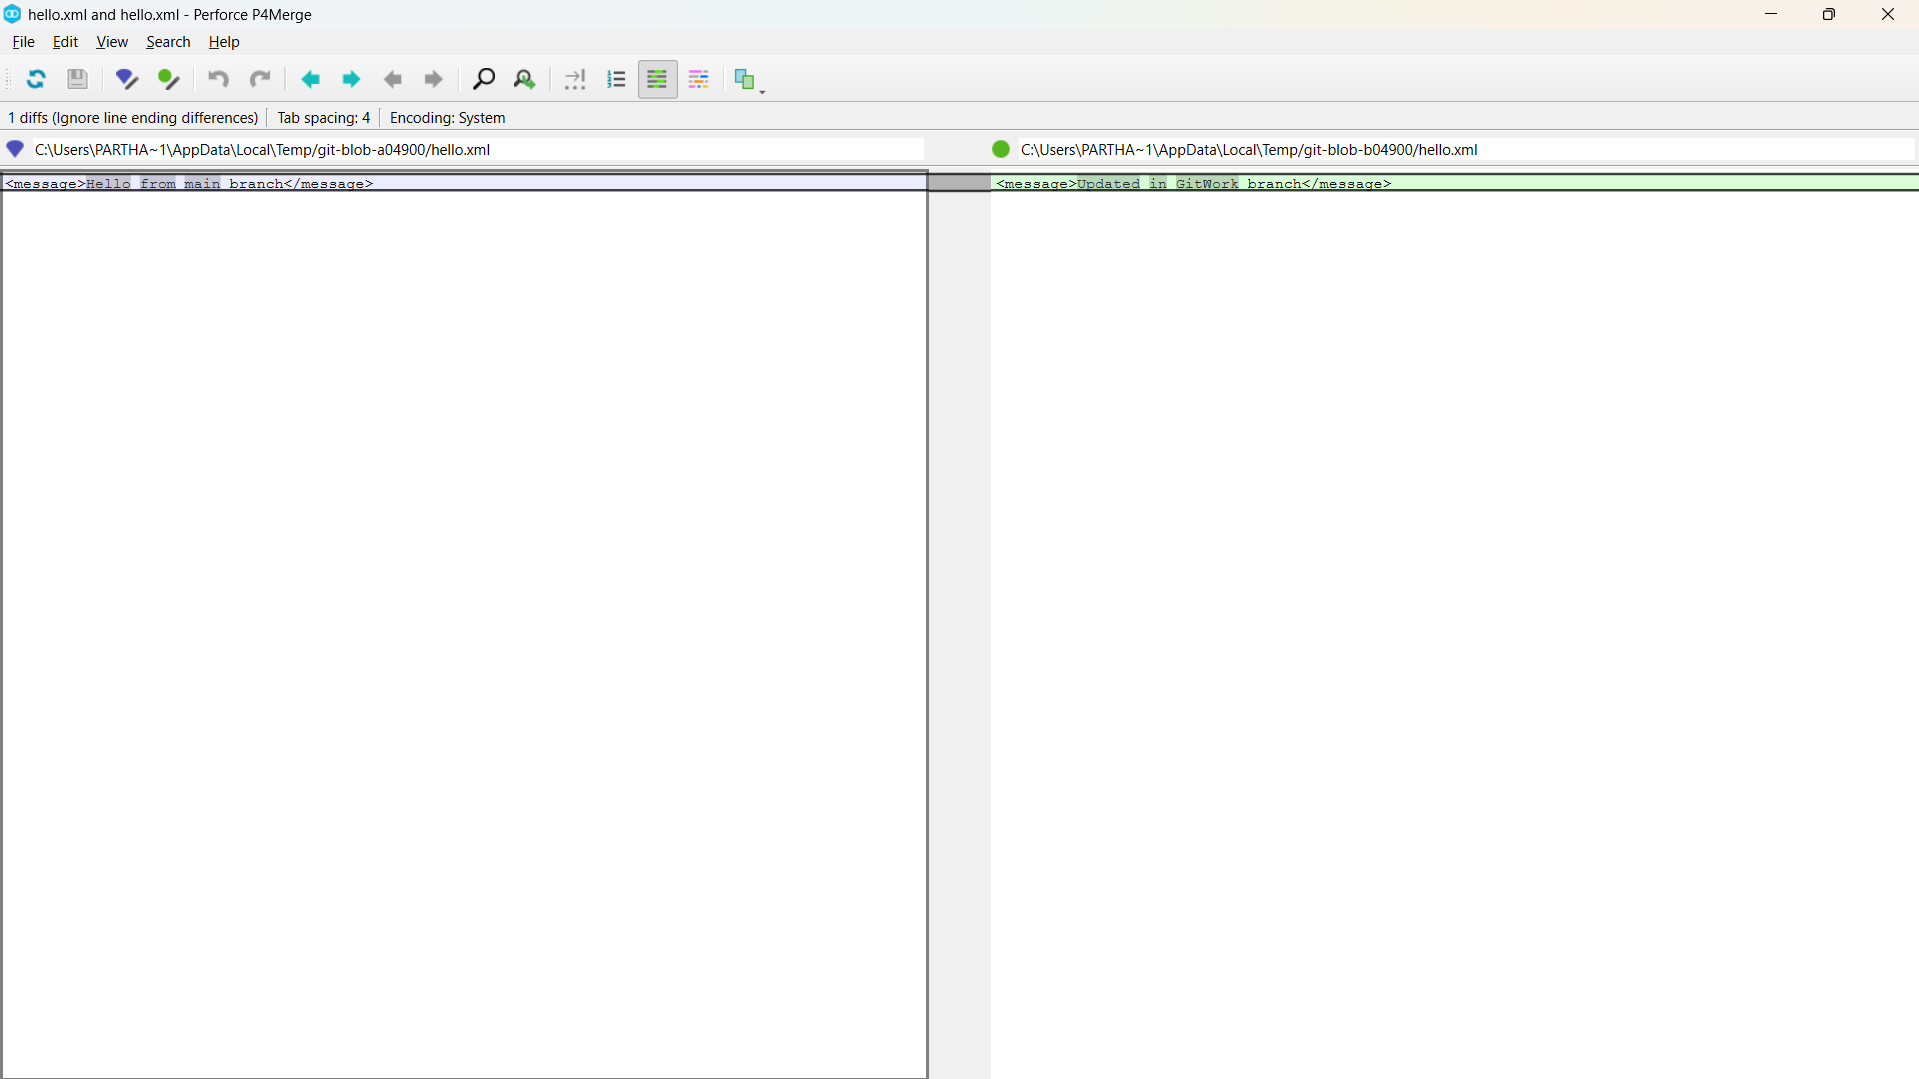 hello.xml and hello.xml - Perforce P4Merge
File Edit View Search Help
1 diffs (Ignore line ending differences) Tab spacing: 4 Encoding: System
C:\Users\PARTHA~1\AppData\Local\Temp/git-blob-a04900/hello.xml
C:\Users\PARTHA~1\AppData\Local\Temp/git-blob-b04900/hello.xml
<message>Hello from main branch</message>
<message>Updated in GitWork branch</message>